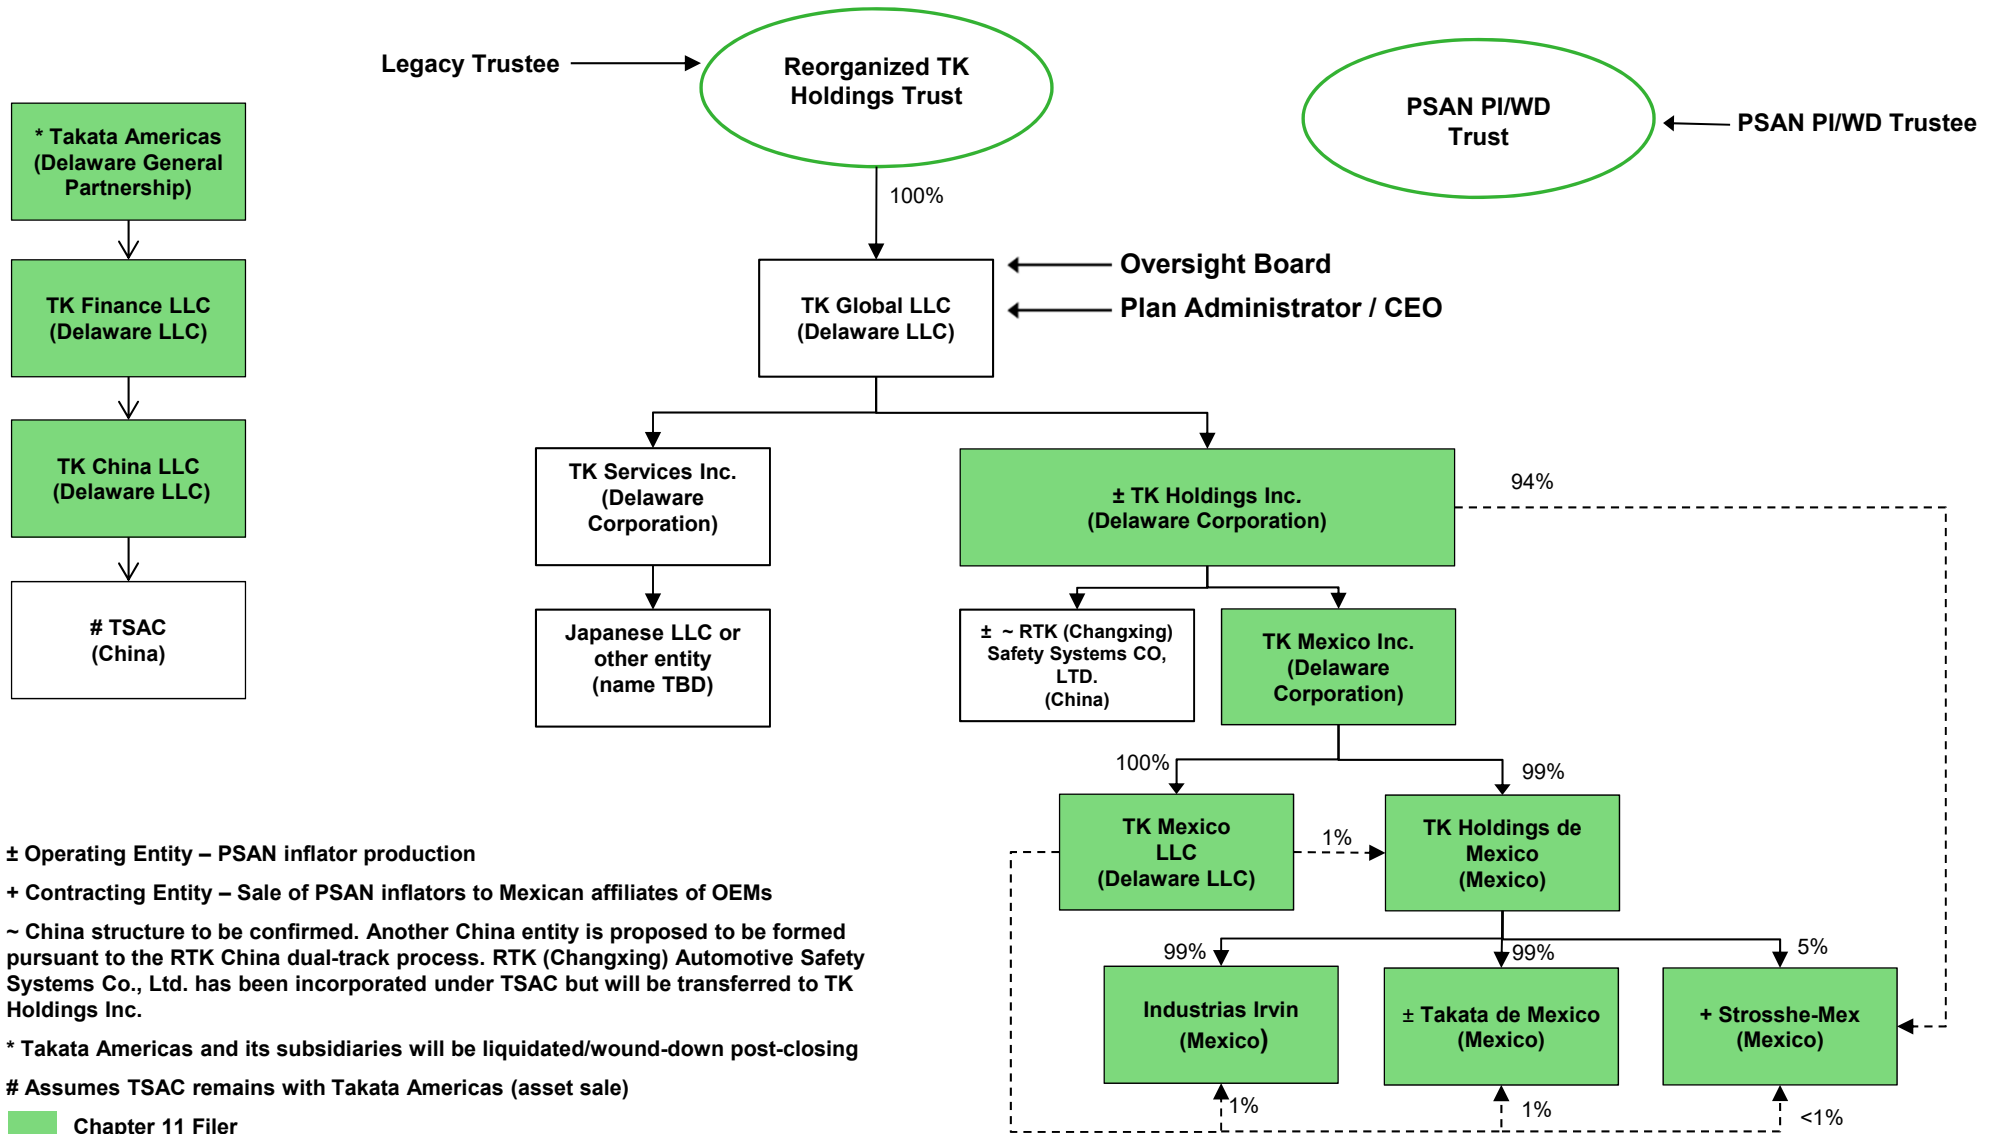 Legacy Trustee
Reorganized TK
Holdings Trust
PSAN PI/WD
Trust
PSAN PI/WD Trustee
* Takata Americas
(Delaware General
Partnership)
100%
TK Finance LLC
(Delaware LLC)
TK Global LLC
(Delaware LLC)
Oversight Board
Plan Administrator / CEO
TK China LLC
(Delaware LLC)
TK Services Inc.
(Delaware
Corporation)
± TK Holdings Inc.
(Delaware Corporation)
94%
# TSAC
(China)
Japanese LLC or
other entity
(name TBD)
± ~ RTK (Changxing)
Safety Systems CO,
LTD.
(China)
TK Mexico Inc.
(Delaware
Corporation)
100%
99%
TK Mexico
LLC
(Delaware LLC)
1%
TK Holdings de
Mexico
(Mexico)
99%
99%
5%
Industrias Irvin
(Mexico)
± Takata de Mexico
(Mexico)
+ Strosshe-Mex
(Mexico)
1%
1%
<1%
± Operating Entity – PSAN inflator production
+ Contracting Entity – Sale of PSAN inflators to Mexican affiliates of OEMs
~ China structure to be confirmed. Another China entity is proposed to be formed
pursuant to the RTK China dual-track process. RTK (Changxing) Automotive Safety
Systems Co., Ltd. has been incorporated under TSAC but will be transferred to TK
Holdings Inc.
* Takata Americas and its subsidiaries will be liquidated/wound-down post-closing
# Assumes TSAC remains with Takata Americas (asset sale)
Chapter 11 Filer